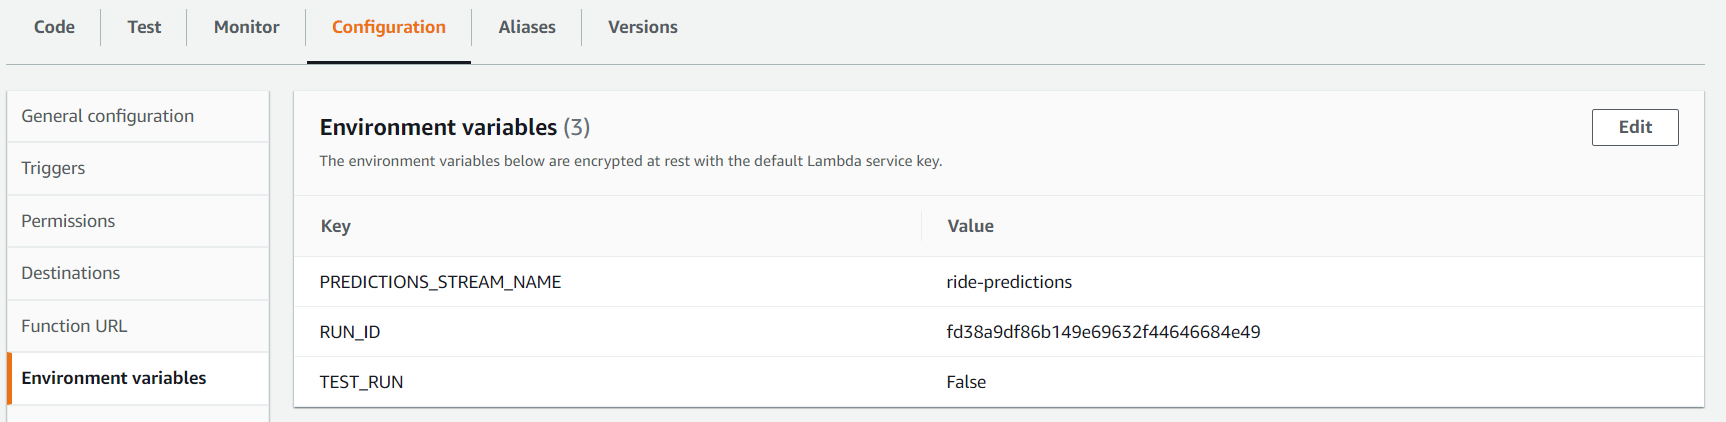 Code Test Monitor Configuration Aliases Versions
General configuration
Triggers
Permissions
Destinations
Function URL
Environment variables
Environment variables (3)
Edit
The environment variables below are encrypted at rest with the default Lambda service key.
Key Value
PREDICTIONS_STREAM_NAME ride-predictions
RUN_ID fd38a9df86b149e69632f44646684e49
TEST_RUN False